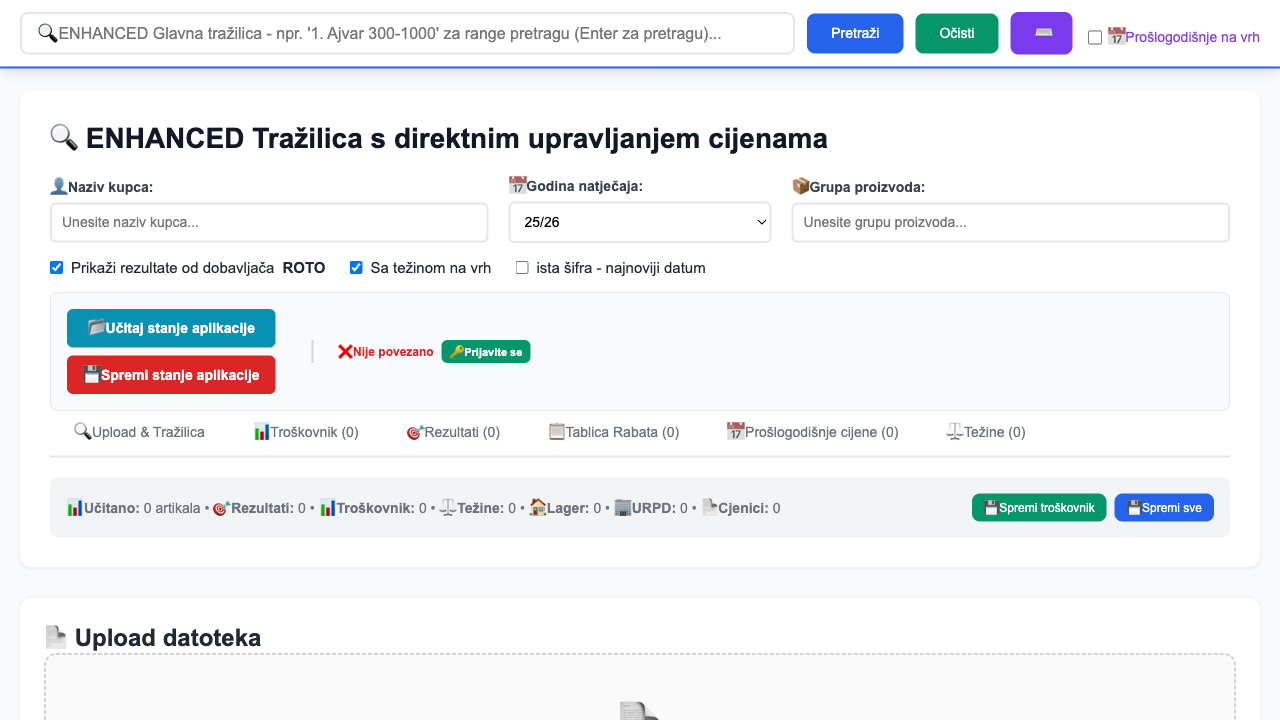 🔍ENHANCED Glavna tražilica - npr. '1. Ajvar 300-1000' za range pretragu (Enter za pretragu)...
Pretraži
Očisti
⌨️
📅Prošlogodišnje na vrh
🔍 ENHANCED Tražilica s direktnim upravljanjem cijenama
👤Naziv kupca:
📅Godina natječaja:
📦Grupa proizvoda:
Unesite naziv kupca...
25/26
Unesite grupu proizvoda...
Prikaži rezultate od dobavljača ROTO
Sa težinom na vrh
ista šifra - najnoviji datum
📁Učitaj stanje aplikacije
💾Spremi stanje aplikacije
❌Nije povezano
🔑Prijavite se
🔍Upload & Tražilica
📊Troškovnik (0)
🎯Rezultati (0)
📋Tablica Rabata (0)
📅Prošlogodišnje cijene (0)
⚖️Težine (0)
📊Učitano: 0 artikala • 🎯Rezultati: 0 • 📊Troškovnik: 0 • ⚖️Težine: 0 • 🏠Lager: 0 • 🏢URPD: 0 • 📄Cjenici: 0
💾Spremi troškovnik
💾Spremi sve
📄 Upload datoteka